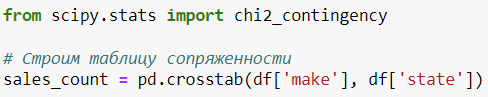 from scipy.stats import chi2_contingency
# Строим таблицу сопряженности
sales_count = pd.crosstab(df['make'], df['state'])